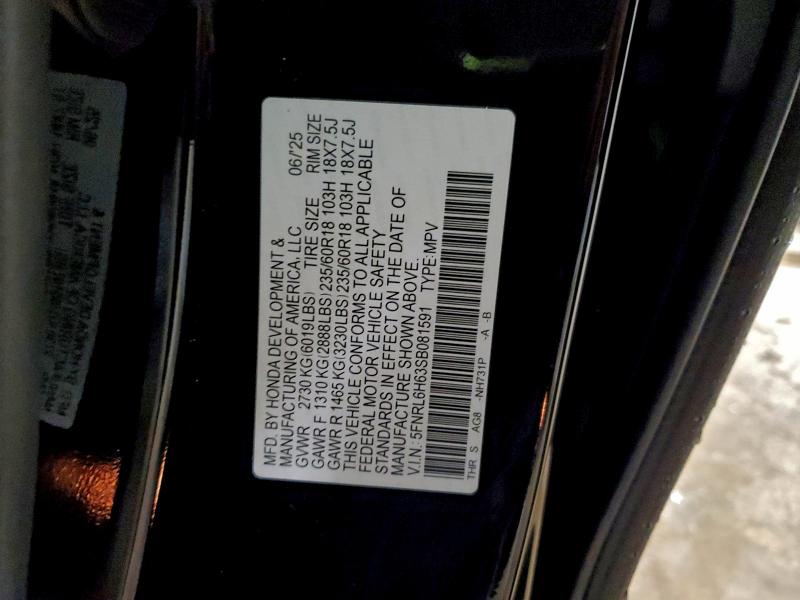 MFD. BY HONDA DEVELOPMENT &
MANUFACTURING OF AMERICA, LLC 06/'25
GVWR 2730 KG(6019LBS) TIRE SIZE RIM SIZE
GAWR F 1310 KG(2888LBS) 235/60R18 103H 18X7.5J
GAWR R 1465 KG(3230LBS) 235/60R18 103H 18X7.5J
THIS VEHICLE CONFORMS TO ALL APPLICABLE
FEDERAL MOTOR VEHICLE SAFETY
STANDARDS IN EFFECT ON THE DATE OF
MANUFACTURE SHOWN ABOVE.
V.I.N.: 5FNRL6H63SB081591 TYPE:MPV
THR S AG8 -NH731P -A -B